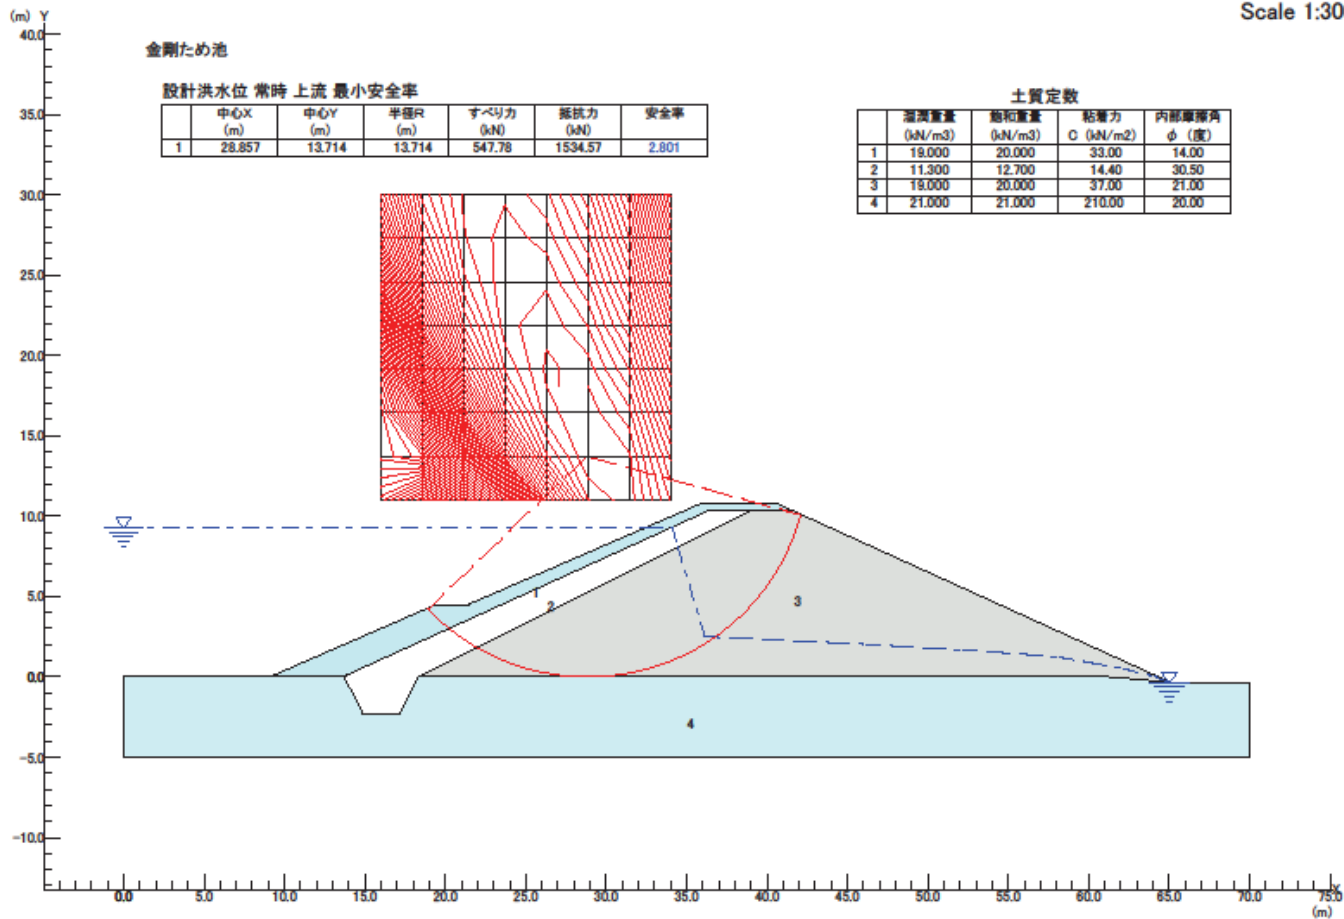 Scale 1:30
(m) Y
金剛ため池
設計洪水位 常時 上流 最小安全率
中心X 中心Y 半径R すべり力 抵抗力 安全率
(m) (m) (m) (kN) (kN)
1 28.857 13.714 13.714 547.78 1534.57 2.801
土質定数
湿潤重量 飽和重量 粘着力 内部摩擦角
(kN/m3) (kN/m3) C (kN/m2) φ (度)
1 19.000 20.000 33.00 14.00
2 11.300 12.700 14.40 30.50
3 19.000 20.000 37.00 21.00
4 21.000 21.000 210.00 20.00
40.0
35.0
30.0
25.0
20.0
15.0
10.0
5.0
0.0
-5.0
-10.0
1
2
3
4
0.0 5.0 10.0 15.0 20.0 25.0 30.0 35.0 40.0 45.0 50.0 55.0 60.0 65.0 70.0 75.0
(m)